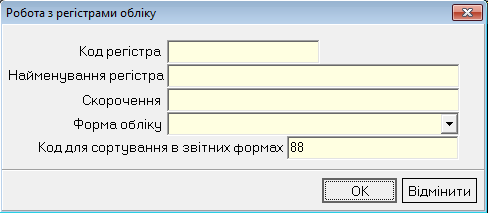 Робота з регістрами обліку
Код регістра
Найменування регістра
Скорочення
Форма обліку
Код для сортування в звітних формах 88
OK Відмінити